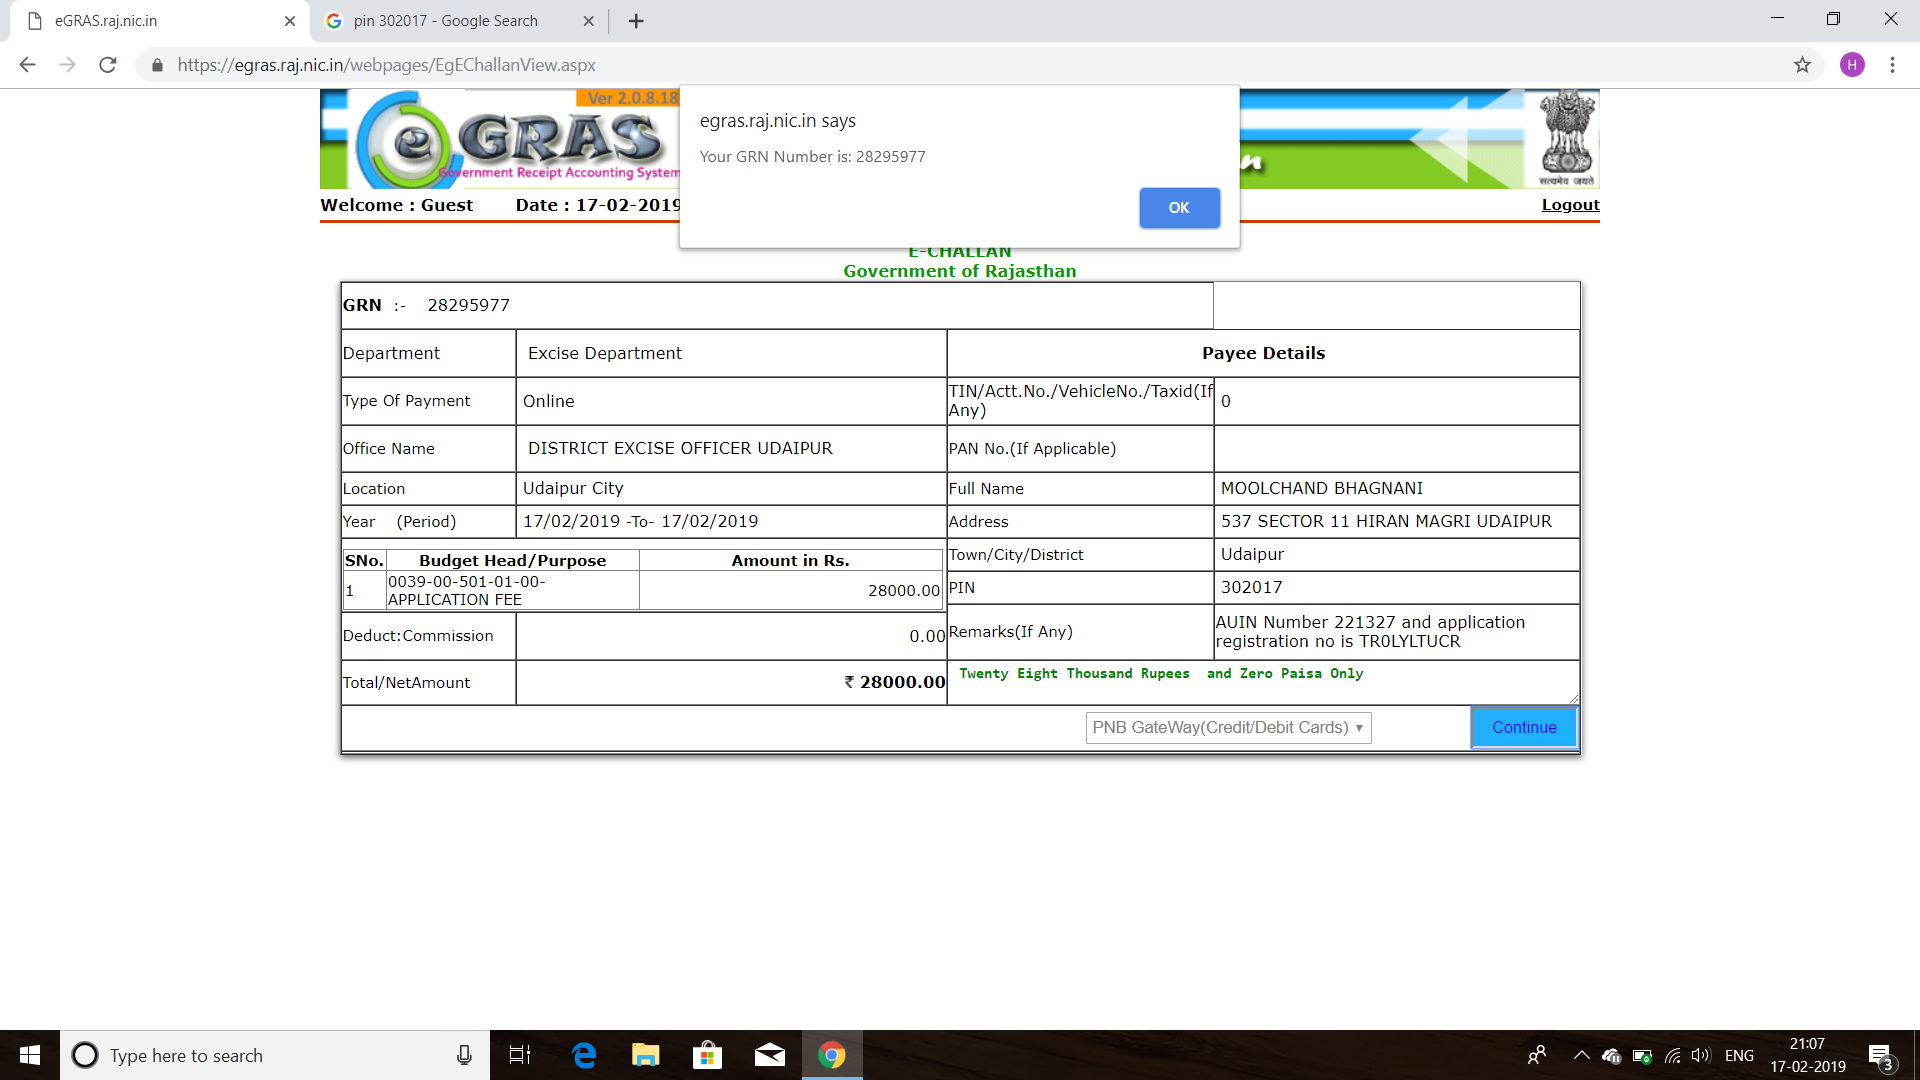 eGRAS.raj.nic.in
pin 302017 - Google Search
https://egras.raj.nic.in/webpages/EgEChallanView.aspx
H
Ver 2.0.8.18
eGRAS
Government Receipt Accounting System
सत्यमेव जयते
egras.raj.nic.in says
Your GRN Number is: 28295977
OK
Welcome : Guest Date : 17-02-2019
Logout
E-CHALLAN
Government of Rajasthan
GRN :- 28295977
Department Excise Department Payee Details
Type Of Payment Online TIN/Actt.No./VehicleNo./Taxid(If Any) 0
Office Name DISTRICT EXCISE OFFICER UDAIPUR PAN No.(If Applicable)
Location Udaipur City Full Name MOOLCHAND BHAGNANI
Year (Period) 17/02/2019 -To- 17/02/2019 Address 537 SECTOR 11 HIRAN MAGRI UDAIPUR
SNo. Budget Head/Purpose Amount in Rs.
1 0039-00-501-01-00-
APPLICATION FEE 28000.00
Town/City/District Udaipur
PIN 302017
Deduct:Commission 0.00
Remarks(If Any) AUIN Number 221327 and application
registration no is TR0LYLTUCR
Total/NetAmount ₹ 28000.00
Twenty Eight Thousand Rupees and Zero Paisa Only
PNB GateWay(Credit/Debit Cards)
Continue
Type here to search
ENG
21:07
17-02-2019
3